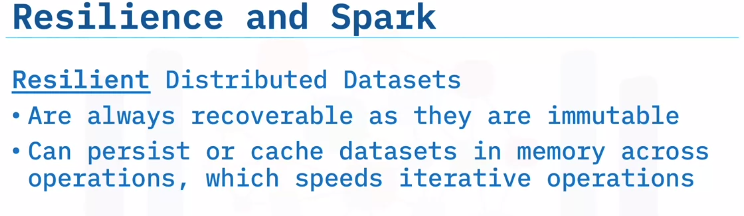 Resilience and Spark
Resilient Distributed Datasets
• Are always recoverable as they are immutable
• Can persist or cache datasets in memory across
operations, which speeds iterative operations